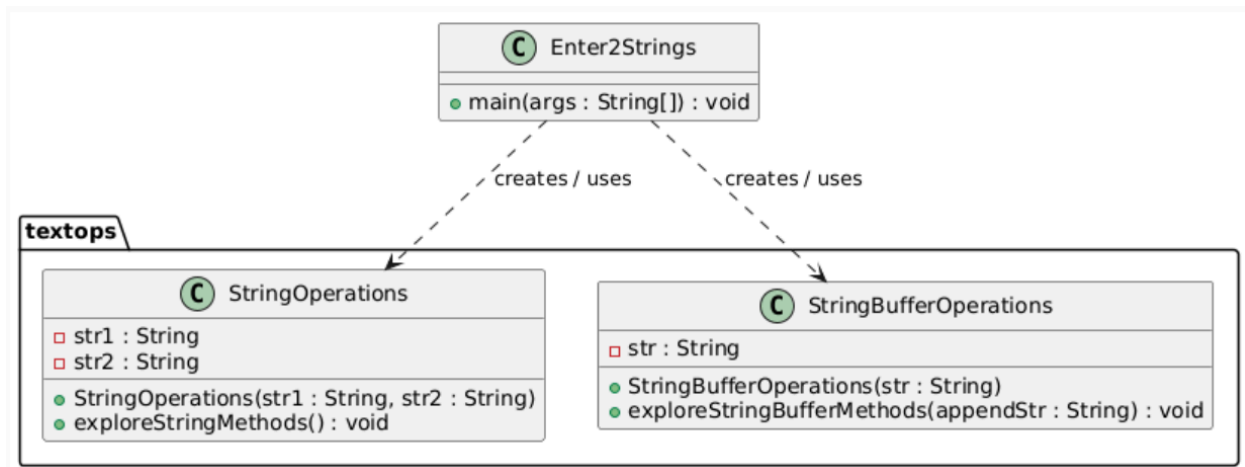 C Enter2Strings
main(args : String[]) : void
creates / uses
creates / uses
textops
C StringOperations
str1 : String
str2 : String
StringOperations(str1 : String, str2 : String)
exploreStringMethods() : void
C StringBufferOperations
str : String
StringBufferOperations(str : String)
exploreStringBufferMethods(appendStr : String) : void